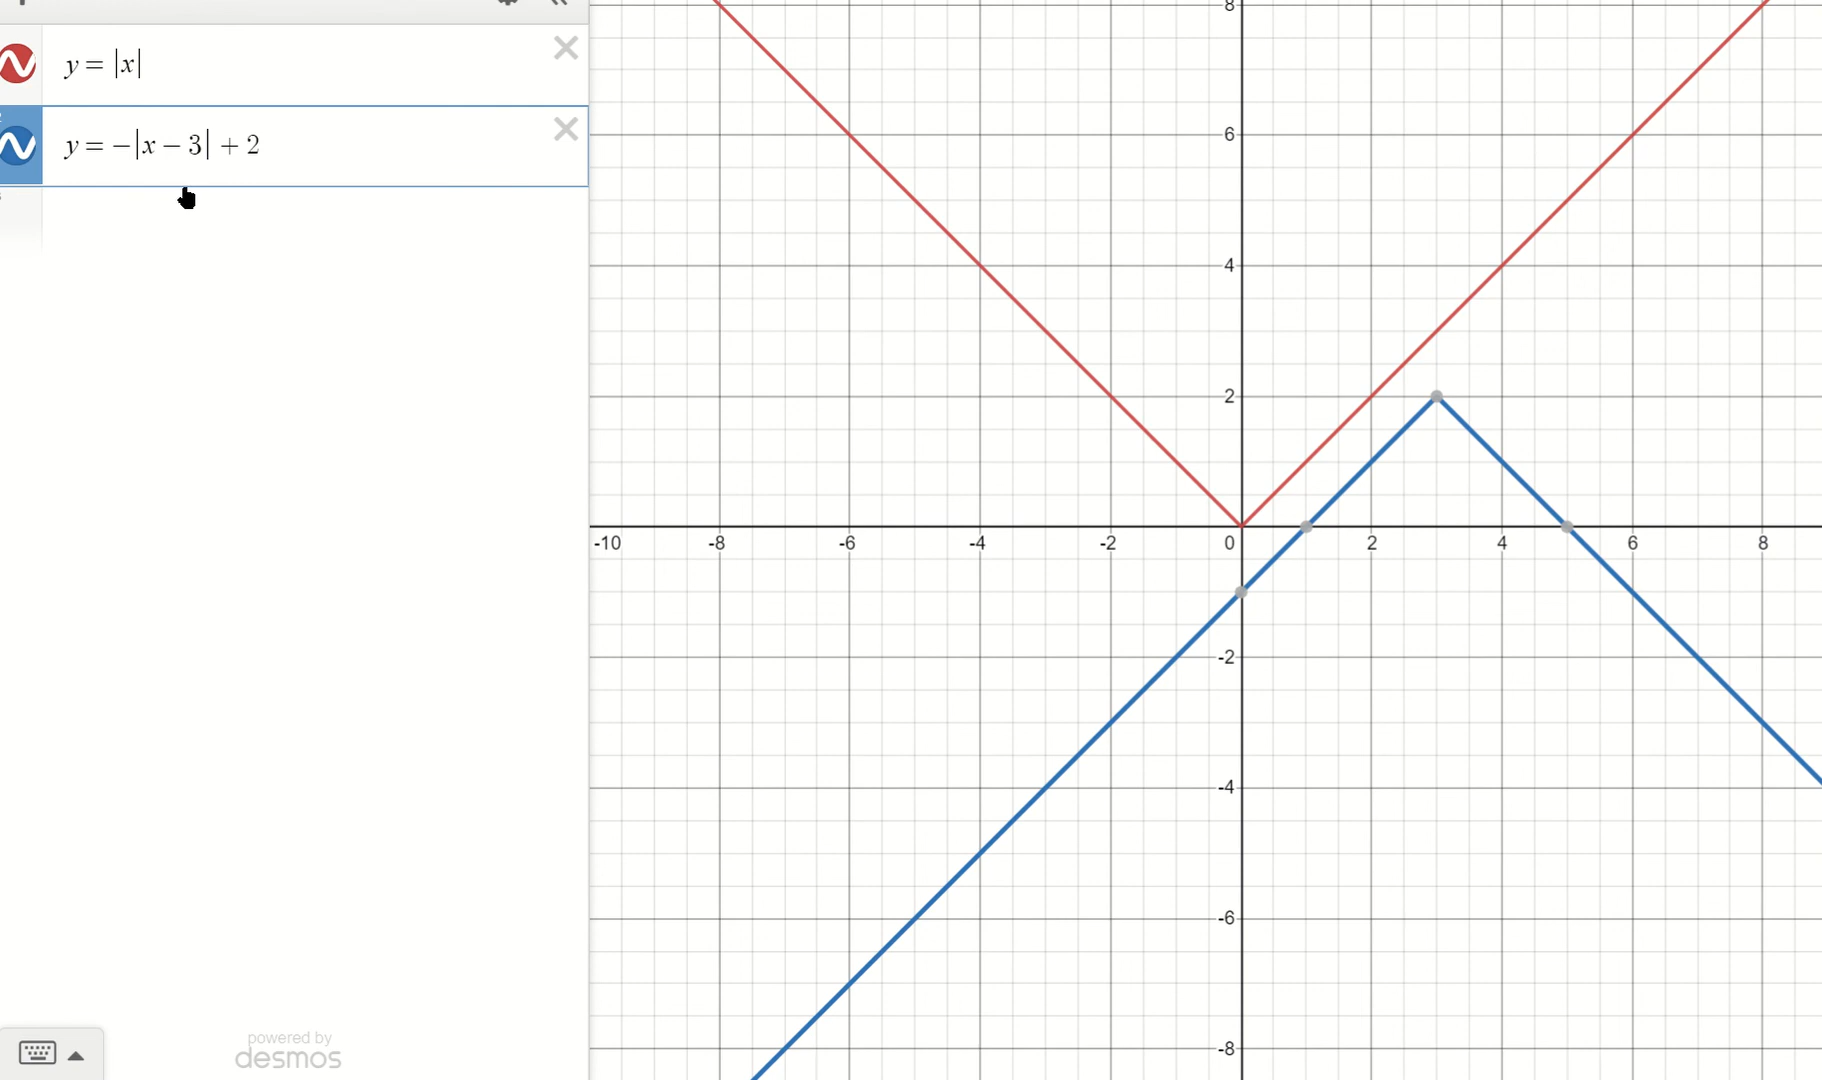 y = |x|
y = −|x − 3| + 2
powered by
desmos
8
6
4
2
-10 -8 -6 -4 -2 0 2 4 6 8
-2
-4
-6
-8